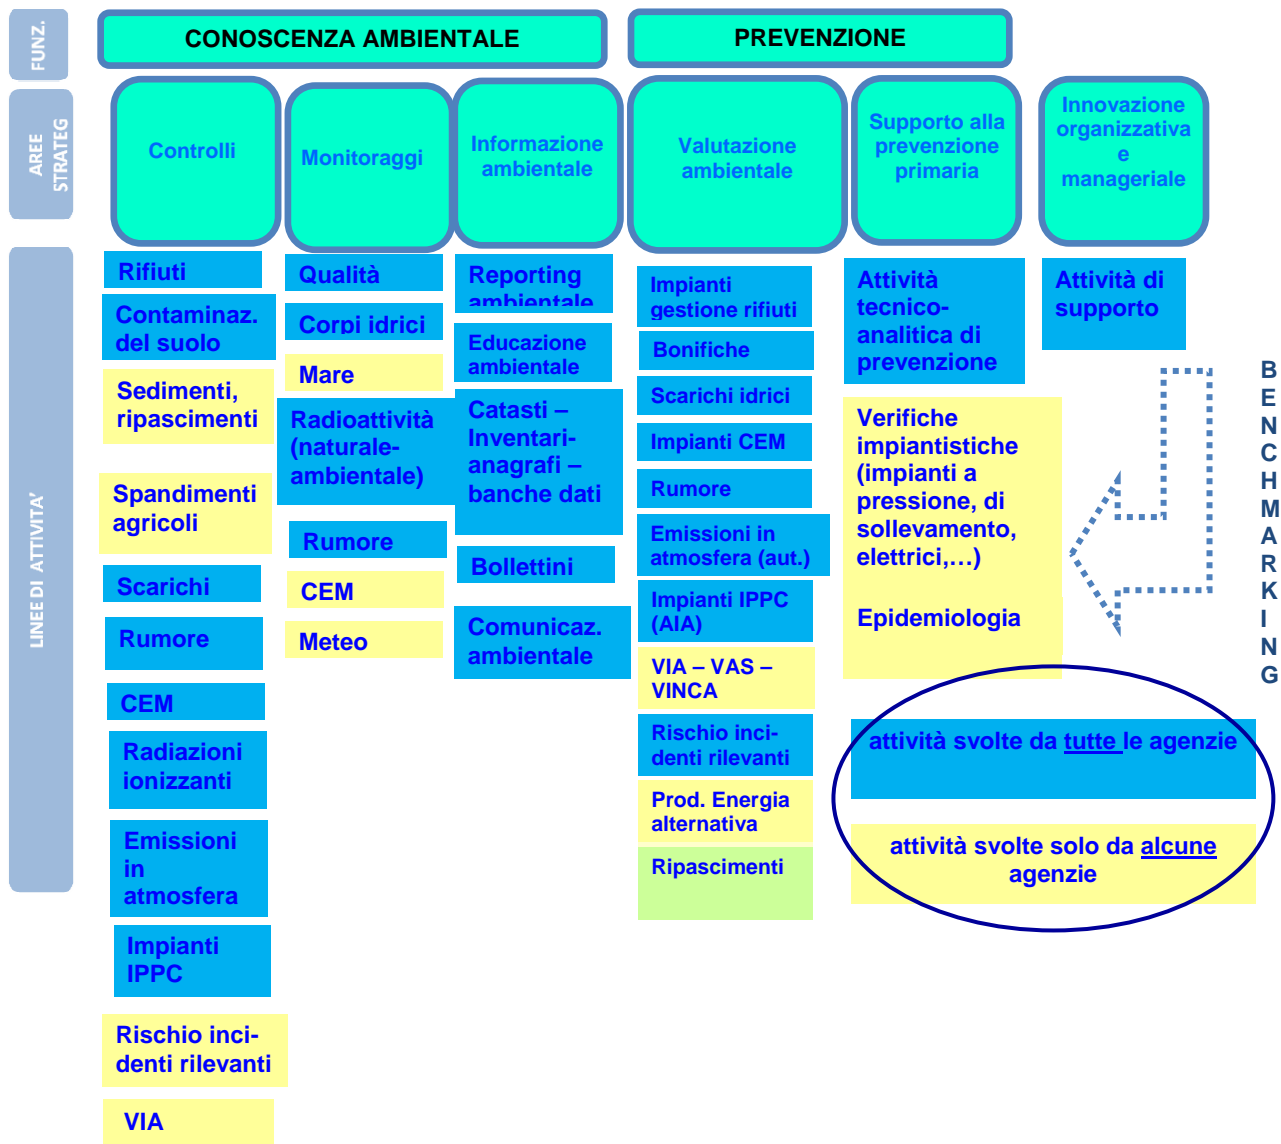 FUNZ.
CONOSCENZA AMBIENTALE
PREVENZIONE
AREE
STRATEG
Controlli
Monitoraggi
Informazione
ambientale
Valutazione
ambientale
Supporto alla
prevenzione
primaria
Innovazione
organizzativa
e
manageriale
LINEE DI ATTIVITA’
Rifiuti
Contaminaz.
del suolo
Sedimenti,
ripascimenti
Spandimenti
agricoli
Scarichi
Rumore
CEM
Radiazioni
ionizzanti
Emissioni
in
atmosfera
Impianti
IPPC
Rischio inci-
denti rilevanti
VIA
Qualità
Corpi idrici
Mare
Radioattività
(naturale-
ambientale)
Rumore
CEM
Meteo
Reporting
ambientale
Educazione
ambientale
Catasti –
Inventari-
anagrafi –
banche dati
Bollettini
Comunicaz.
ambientale
Impianti
gestione rifiuti
Bonifiche
Scarichi idrici
Impianti CEM
Rumore
Emissioni in
atmosfera (aut.)
Impianti IPPC
(AIA)
VIA – VAS –
VINCA
Rischio inci-
denti rilevanti
Prod. Energia
alternativa
Ripascimenti
Attività
tecnico-
analitica di
prevenzione
Verifiche
impiantistiche
(impianti a
pressione, di
sollevamento,
elettrici,…)
Epidemiologia
Attività di
supporto
BENCHMARKING
attività svolte da tutte le agenzie
attività svolte solo da alcune
agenzie